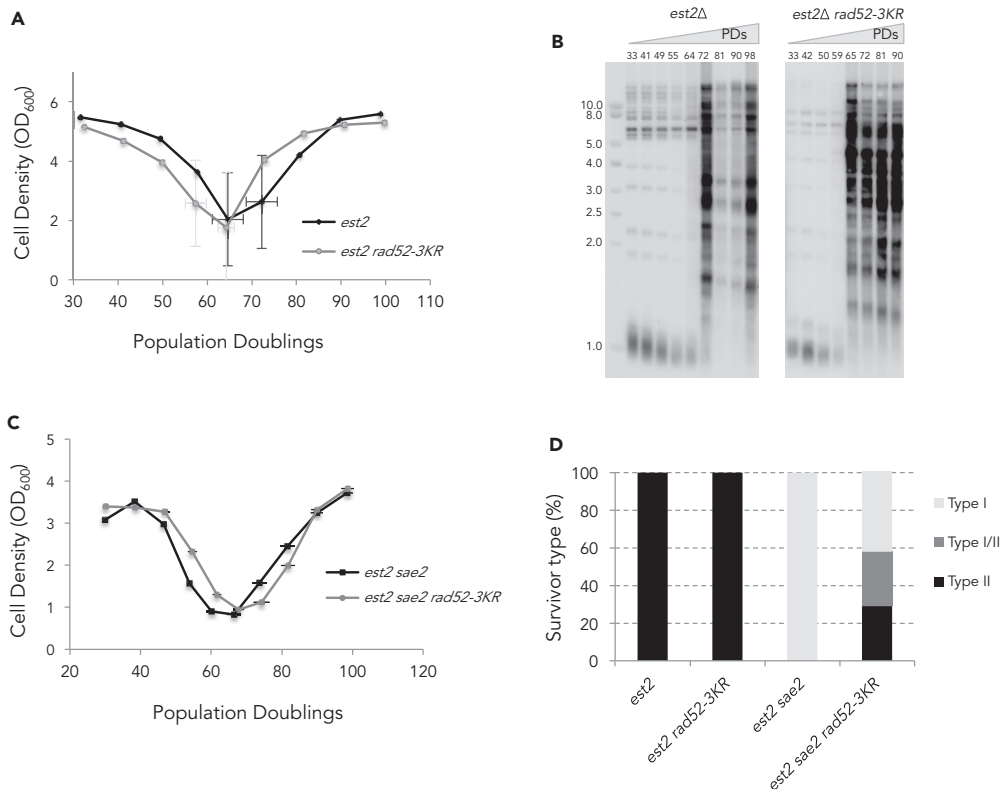 A
Cell Density (OD600)
6
4
2
0
30 40 50 60 70 80 90 100 110
Population Doublings
est2
est2 rad52-3KR
B
est2Δ
est2Δ rad52-3KR
PDs
PDs
33 41 49 55 64 72 81 90 98
33 42 50 59 65 72 81 90
10.0
8.0
5.0
4.0
3.0
2.5
2.0
1.0
C
Cell Density (OD600)
5
4
3
2
1
0
20 40 60 80 100 120
Population Doublings
est2 sae2
est2 sae2 rad52-3KR
D
Survivor type (%)
100
80
60
40
20
0
est2
est2 rad52-3KR
est2 sae2
est2 sae2 rad52-3KR
Type I
Type I/II
Type II